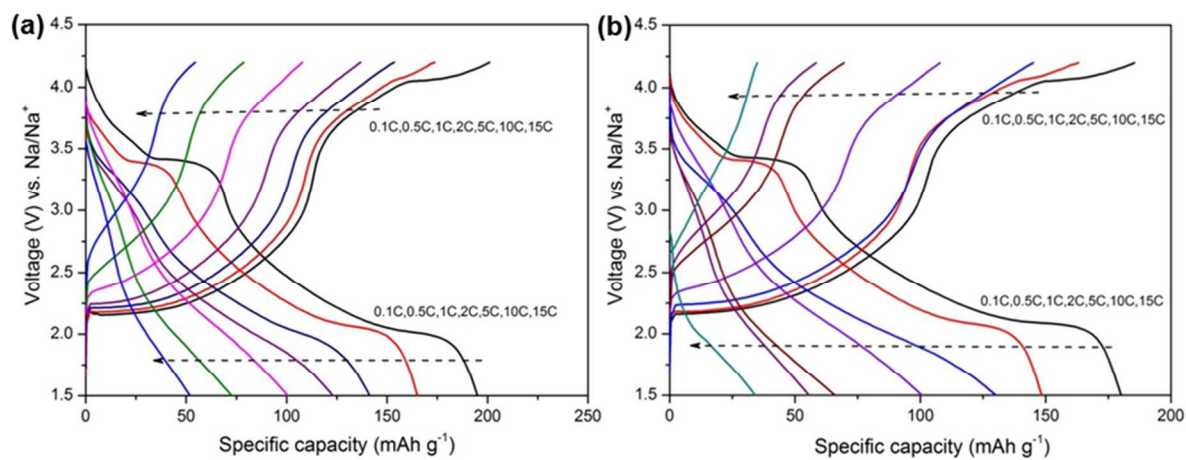 (a)
4.5
4.0
3.5
3.0
2.5
2.0
1.5
Voltage (V) vs. Na/Na⁺
0.1C,0.5C,1C,2C,5C,10C,15C
0.1C,0.5C,1C,2C,5C,10C,15C
0 50 100 150 200 250
Specific capacity (mAh g⁻¹)
(b)
4.5
4.0
3.5
3.0
2.5
2.0
1.5
Voltage (V) vs. Na/Na⁺
0.1C,0.5C,1C,2C,5C,10C,15C
0.1C,0.5C,1C,2C,5C,10C,15C
0 50 100 150 200
Specific capacity (mAh g⁻¹)